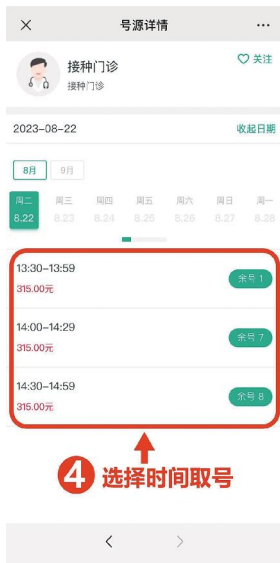 号源详情
接种门诊
关注
接种门诊
2023-08-22
收起日期
8月 9月
周二 周三 周四 周五 周六 周日 周一
8.22 8.23 8.24 8.25 8.26 8.27 8.28
13:30-13:59
余号 1
315.00元
14:00-14:29
余号 7
315.00元
14:30-14:59
余号 8
315.00元
4 选择时间取号